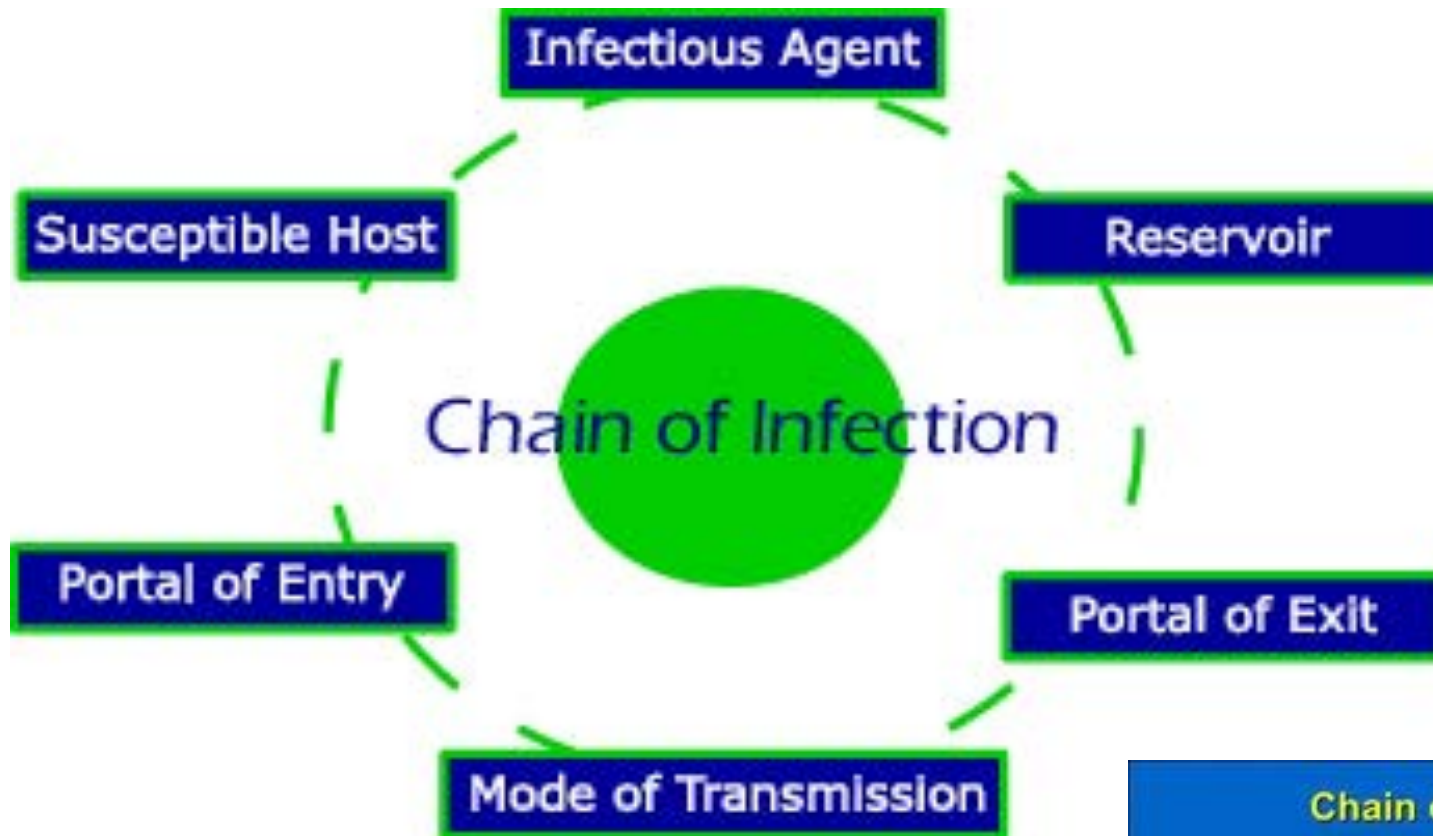 Infectious Agent
Susceptible Host
Reservoir
Chain of Infection
Portal of Entry
Portal of Exit
Mode of Transmission
Chain